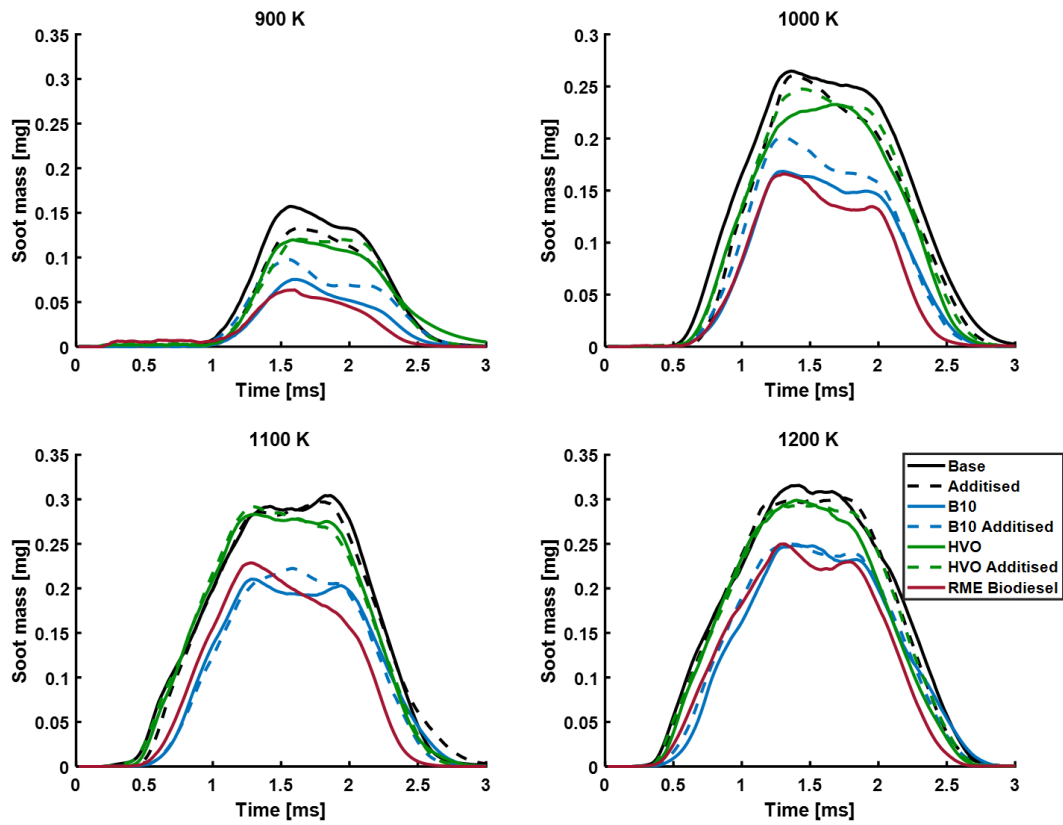 900 K
Soot mass [mg]
0.35
0.3
0.25
0.2
0.15
0.1
0.05
0
0 0.5 1 1.5 2 2.5 3
Time [ms]
1000 K
Soot mass [mg]
0.3
0.25
0.2
0.15
0.1
0.05
0
0 0.5 1 1.5 2 2.5 3
Time [ms]
1100 K
Soot mass [mg]
0.35
0.3
0.25
0.2
0.15
0.1
0.05
0
0 0.5 1 1.5 2 2.5 3
Time [ms]
1200 K
Soot mass [mg]
0.35
0.3
0.25
0.2
0.15
0.1
0.05
0
0 0.5 1 1.5 2 2.5 3
Time [ms]
Base
Additised
B10
B10 Additised
HVO
HVO Additised
RME Biodiesel